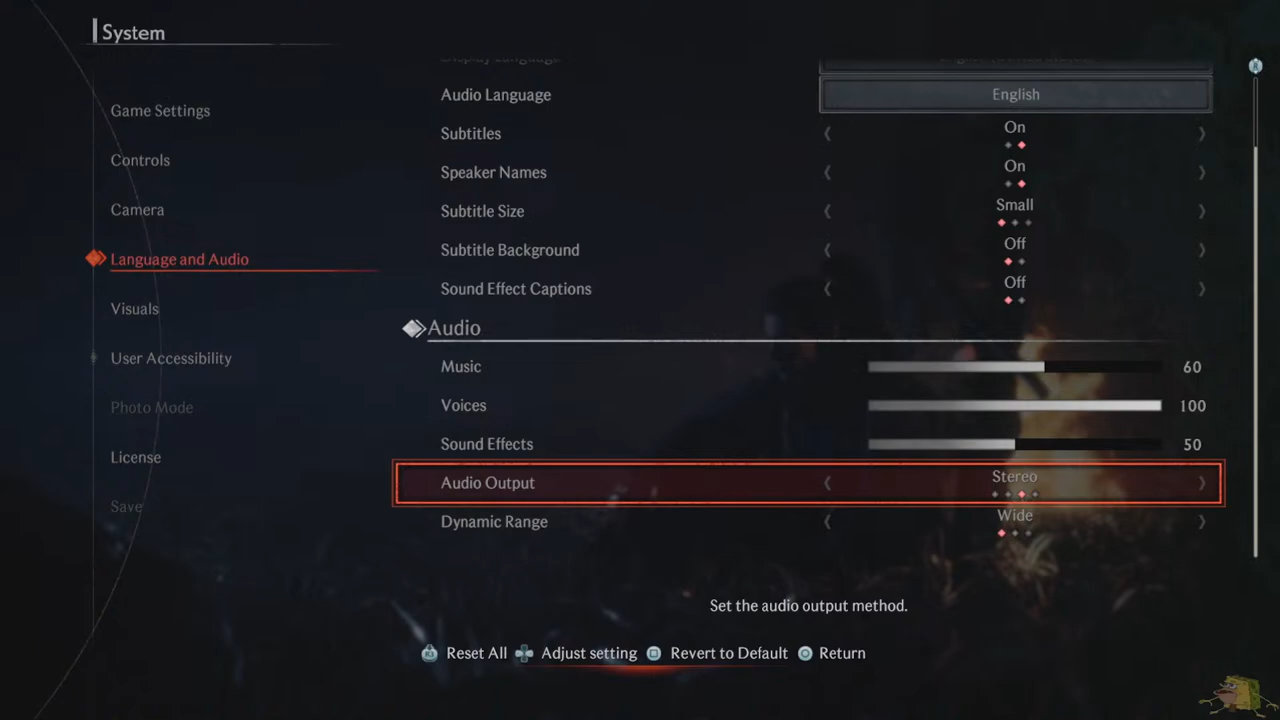 System
Game Settings
Controls
Camera
Language and Audio
Visuals
User Accessibility
Photo Mode
License
Save
Display Language
Audio Language English
Subtitles On
Speaker Names On
Subtitle Size Small
Subtitle Background Off
Sound Effect Captions Off
Audio
Music 60
Voices 100
Sound Effects 50
Audio Output Stereo
Dynamic Range Wide
Set the audio output method.
R3 Reset All Adjust setting Revert to Default Return
R